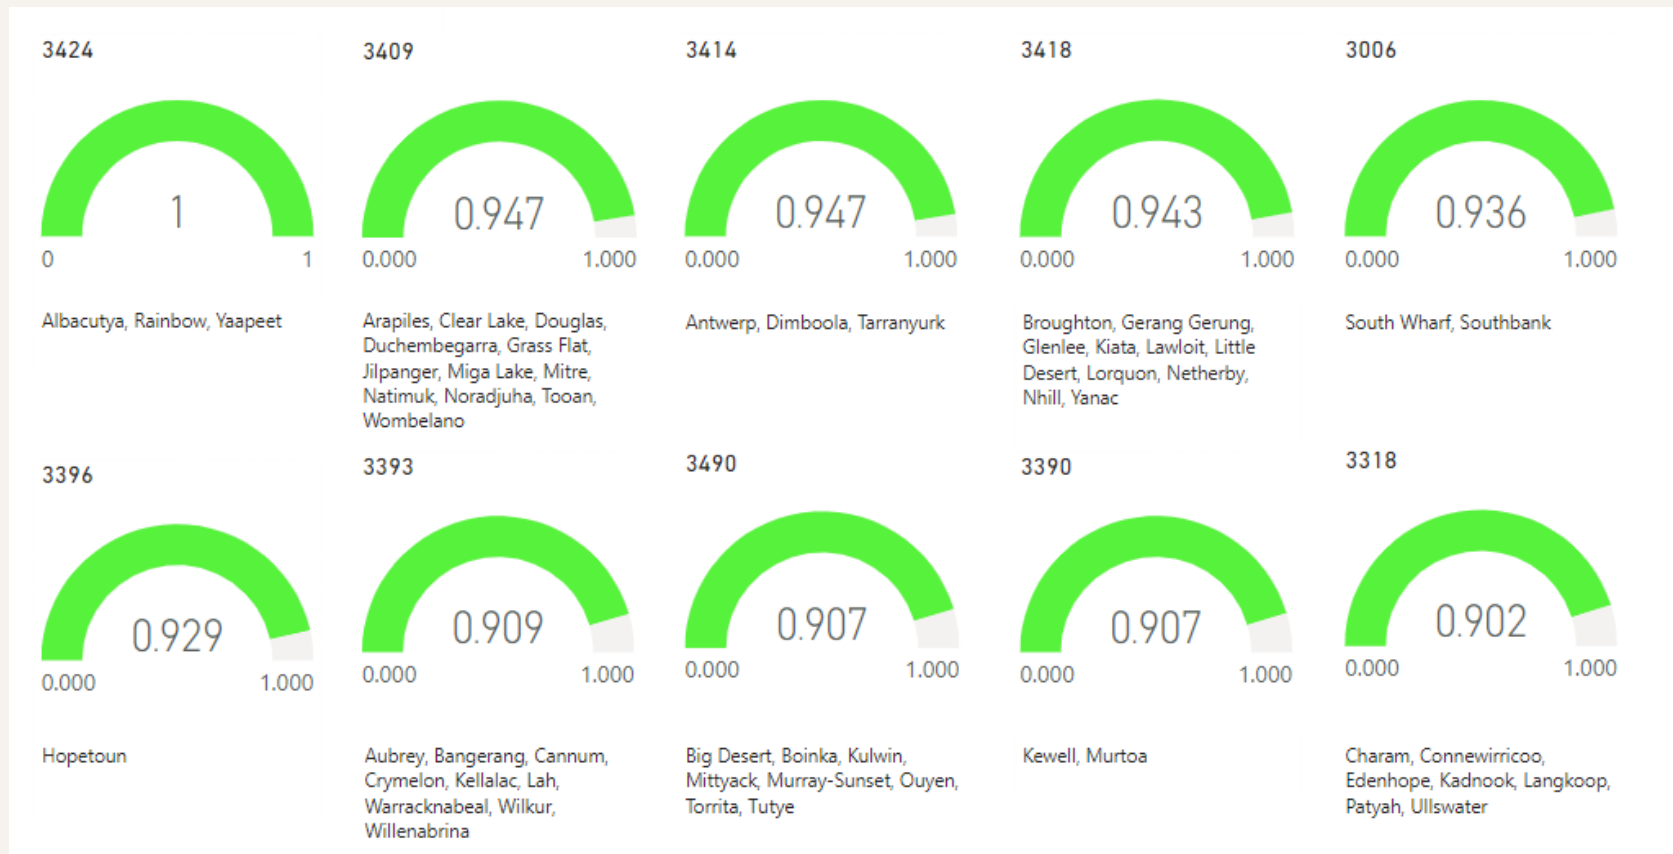 3424
1
0
1
Albacutya, Rainbow, Yaapeet
3409
0.947
0.000
1.000
Arapiles, Clear Lake, Douglas,
Duchembegarra, Grass Flat,
Jilpanger, Miga Lake, Mitre,
Natimuk, Noradjuha, Tooan,
Wombelano
3414
0.947
0.000
1.000
Antwerp, Dimboola, Tarranyurk
3418
0.943
0.000
1.000
Broughton, Gerang Gerung,
Glenlee, Kiata, Lawloit, Little
Desert, Lorquon, Netherby,
Nhill, Yanac
3006
0.936
0.000
1.000
South Wharf, Southbank
3396
0.929
0.000
1.000
Hopetoun
3393
0.909
0.000
1.000
Aubrey, Bangerang, Cannum,
Crymelon, Kellalac, Lah,
Warracknabeal, Wilkur,
Willenabrina
3490
0.907
0.000
1.000
Big Desert, Boinka, Kulwin,
Mittyack, Murray-Sunset, Ouyen,
Torrita, Tutye
3390
0.907
0.000
1.000
Kewell, Murtoa
3318
0.902
0.000
1.000
Charam, Connewirricoo,
Edenhope, Kadnook, Langkoop,
Patyah, Ullswater